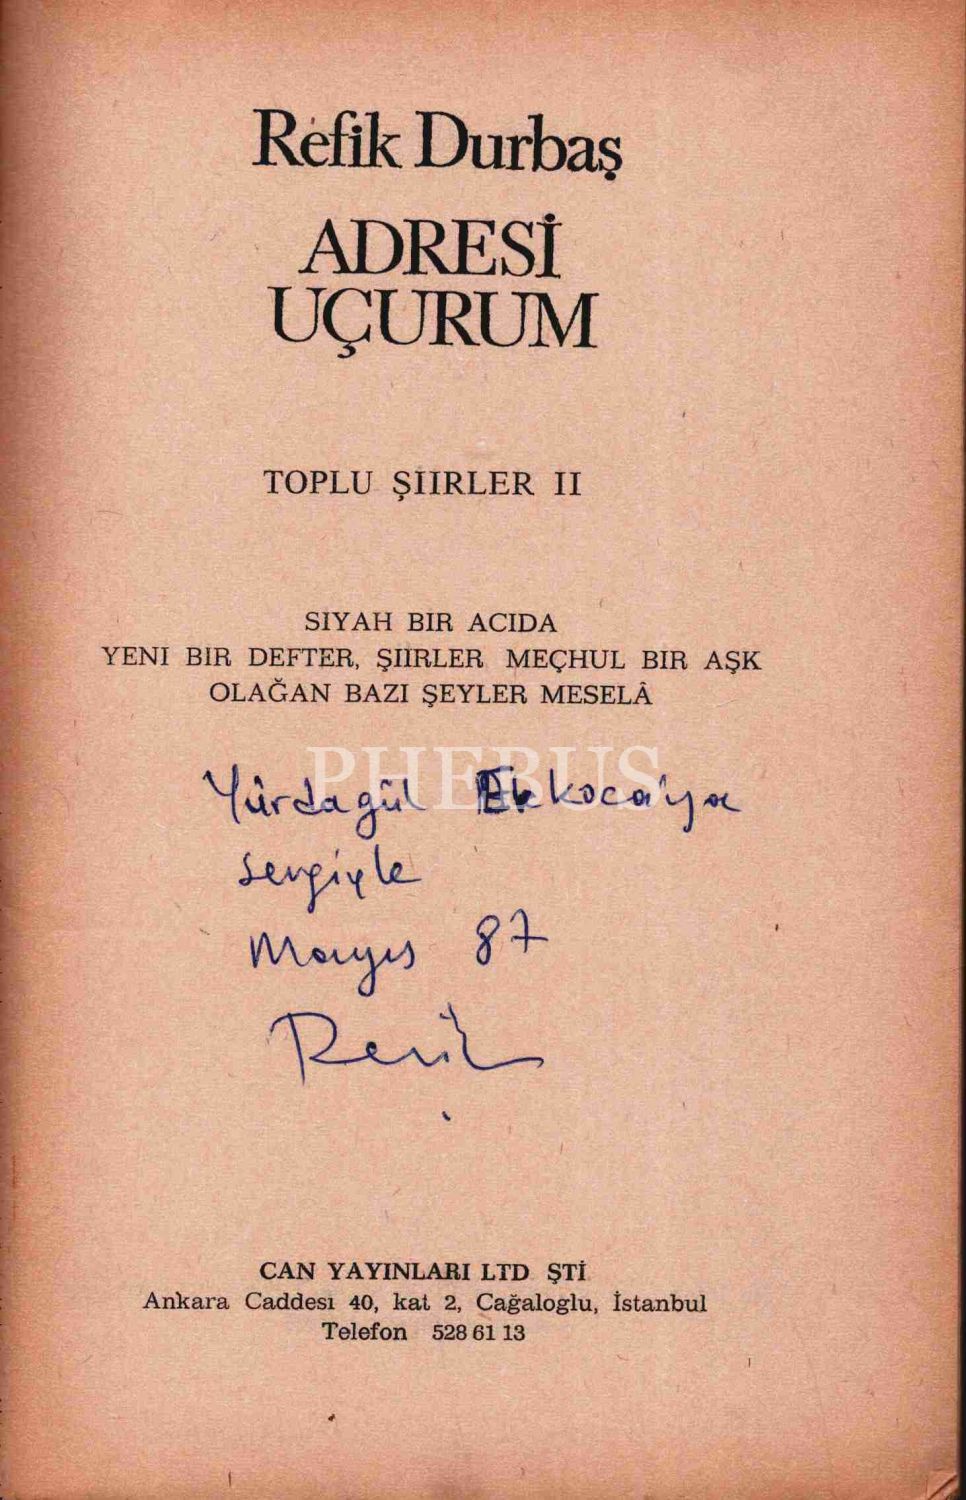 Refik Durbaş
ADRESİ
UÇURUM
TOPLU ŞIIRLER II
SIYAH BIR ACIDA
YENI BIR DEFTER, ŞIIRLER MEÇHUL BIR AŞK
OLAĞAN BAZI ŞEYLER MESELÂ
PHEBUS
Yurdagül Erkoca'ya
sevgiyle
Mayıs 87
Refik
CAN YAYINLARI LTD ŞTİ
Ankara Caddesı 40, kat 2, Cağaloglu, İstanbul
Telefon 528 61 13